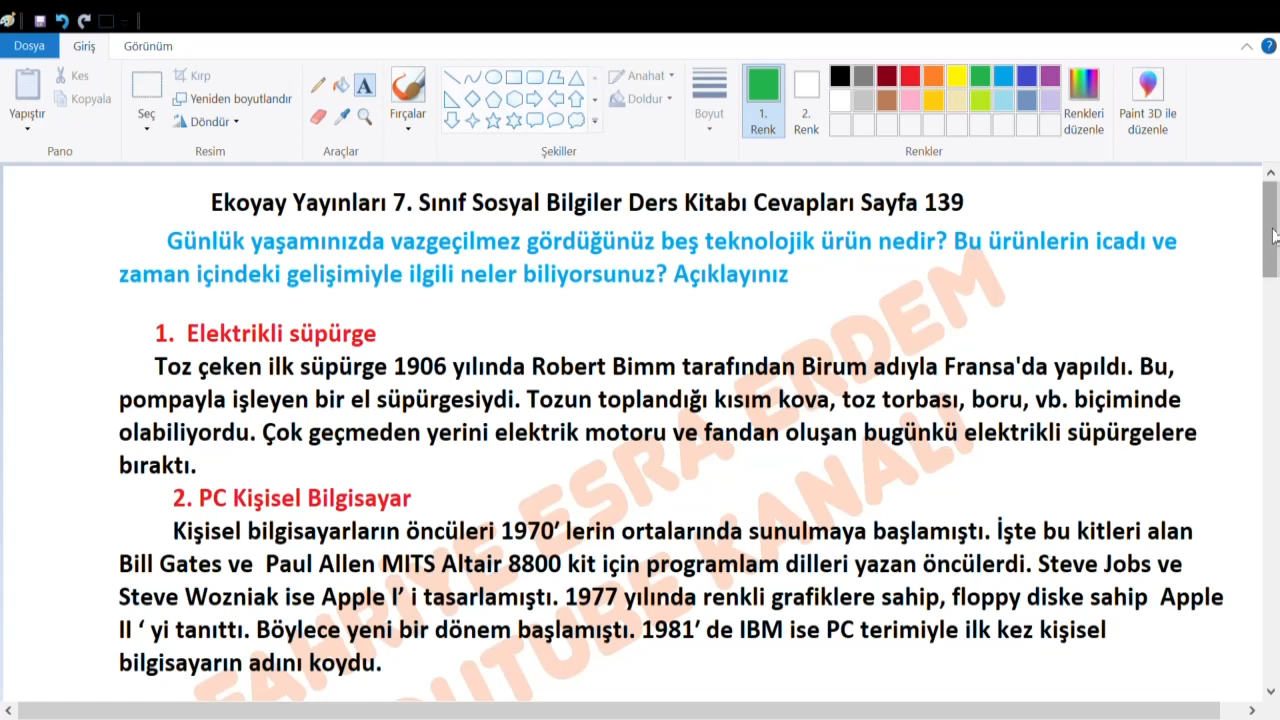 Dosya Giriş Görünüm
Yapıştır
Kes
Kopyala
Pano
Seç
Kırp
Yeniden boyutlandır
Döndür
Resim
Araçlar
Fırçalar
Anahat
Doldur
Şekiller
Boyut
1. Renk
2. Renk
Renkleri düzenle
Renkler
Paint 3D ile düzenle
Ekoyay Yayınları 7. Sınıf Sosyal Bilgiler Ders Kitabı Cevapları Sayfa 139
Günlük yaşamınızda vazgeçilmez gördüğünüz beş teknolojik ürün nedir? Bu ürünlerin icadı ve
zaman içindeki gelişimiyle ilgili neler biliyorsunuz? Açıklayınız
1. Elektrikli süpürge
Toz çeken ilk süpürge 1906 yılında Robert Bimm tarafından Birum adıyla Fransa'da yapıldı. Bu,
pompayla işleyen bir el süpürgesiydi. Tozun toplandığı kısım kova, toz torbası, boru, vb. biçiminde
olabiliyordu. Çok geçmeden yerini elektrik motoru ve fandan oluşan bugünkü elektrikli süpürgelere
bıraktı.
2. PC Kişisel Bilgisayar
Kişisel bilgisayarların öncüleri 1970’ lerin ortalarında sunulmaya başlamıştı. İşte bu kitleri alan
Bill Gates ve Paul Allen MITS Altair 8800 kit için programlam dilleri yazan öncülerdi. Steve Jobs ve
Steve Wozniak ise Apple I’ i tasarlamıştı. 1977 yılında renkli grafiklere sahip, floppy diske sahip Apple
II ‘ yi tanıttı. Böylece yeni bir dönem başlamıştı. 1981’ de IBM ise PC terimiyle ilk kez kişisel
bilgisayarın adını koydu.
FAHRİYE ESRA ERDEM
YOUTUBE KANALI